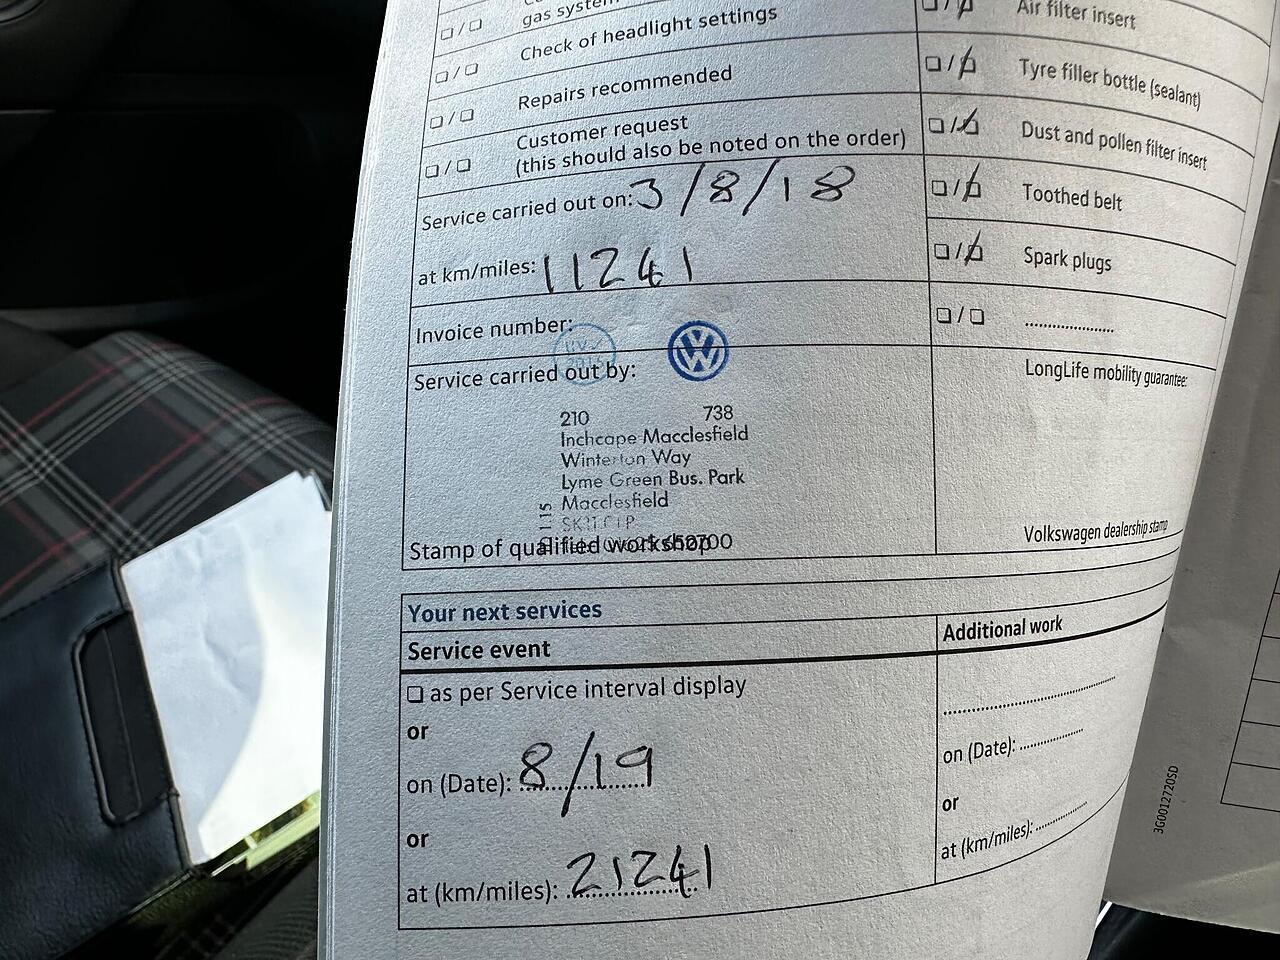 gas system
Check of headlight settings
Repairs recommended
Customer request
(this should also be noted on the order)
Service carried out on: 3/8/18
at km/miles: 11241
Invoice number:
Service carried out by:
210 738
Inchcape Macclesfield
Winterton Way
Lyme Green Bus. Park
Macclesfield
Stamp of qualified workshop
Air filter insert
Tyre filler bottle (sealant)
Dust and pollen filter insert
Toothed belt
Spark plugs
LongLife mobility guarantee:
Volkswagen dealership stamp
Your next services
Service event
as per Service interval display
or
on (Date): 8/19
or
at (km/miles): 21241
Additional work
on (Date):
or
at (km/miles):
3G0012720SD